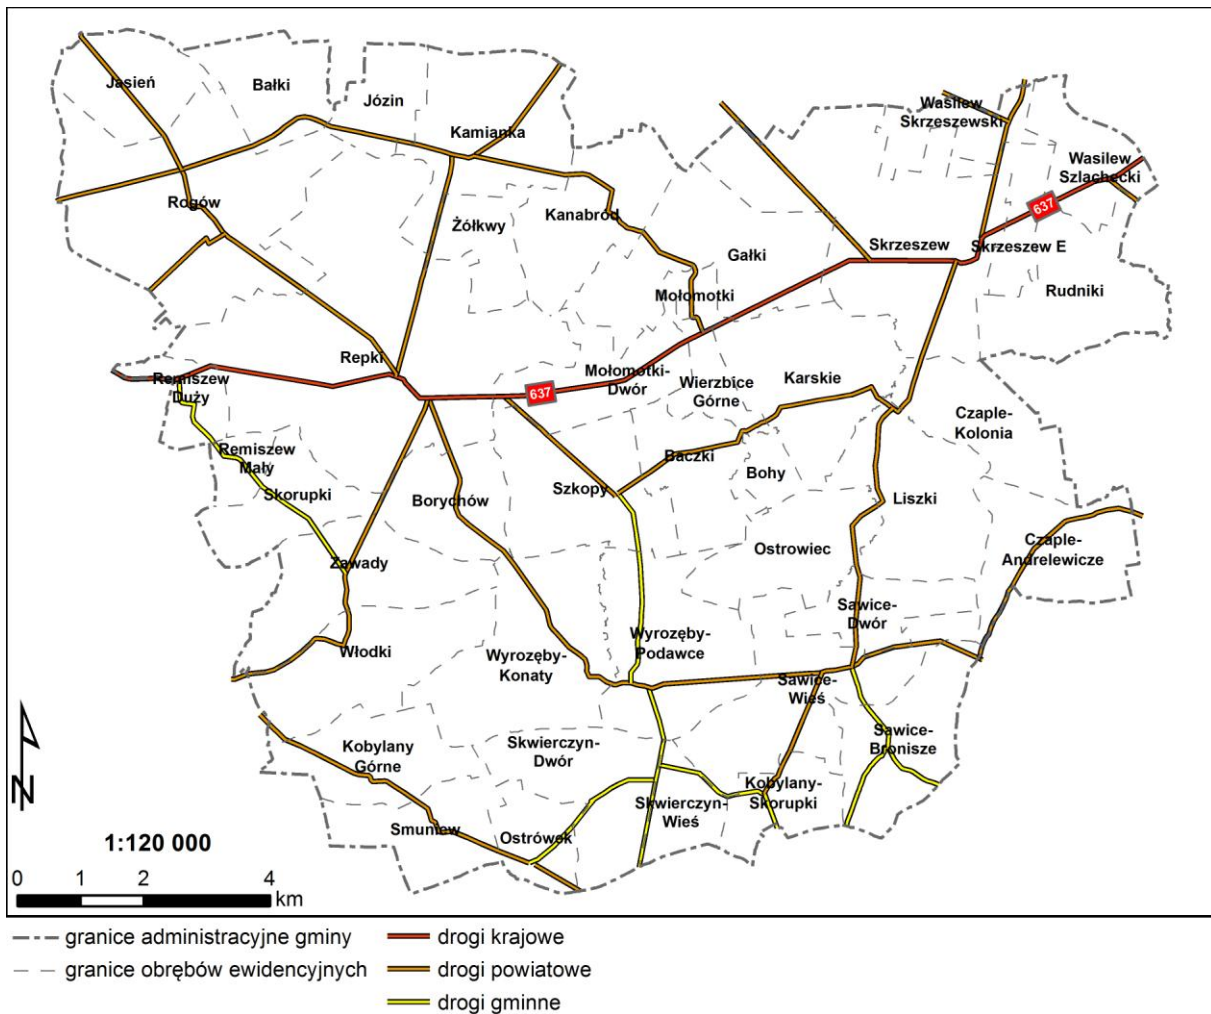 Jasień
Bałki
Józin
Kamianka
Wasilew
Skrzeszewski
Wasilew
Szlachecki
Rogów
Kanabród
Żółkwy
637
Skrzeszew
Skrzeszew E
Gałki
Rudniki
Mołomotki
Repki
Remiszew
Duży
Mołomotki-
Dwór
637
Wierzbice
Górne
Karskie
Czaple-
Kolonia
Remiszew
Mały
Skorupki
Borychów
Szkopy
Baczki
Bohy
Liszki
Zawady
Ostrowiec
Czaple-
Andrelewicze
Sawice-
Dwór
Włodki
Wyrozęby-
Konaty
Wyrozęby-
Podawce
Sawice-
Wieś
Sawice-
Bronisze
Kobylany
Górne
Skwierczyn-
Dwór
Kobylany-
Skorupki
Skwierczyn-
Wieś
Smuniew
Ostrówek
N
1:120 000
0 1 2 4
km
granice administracyjne gminy
granice obrębów ewidencyjnych
drogi krajowe
drogi powiatowe
drogi gminne